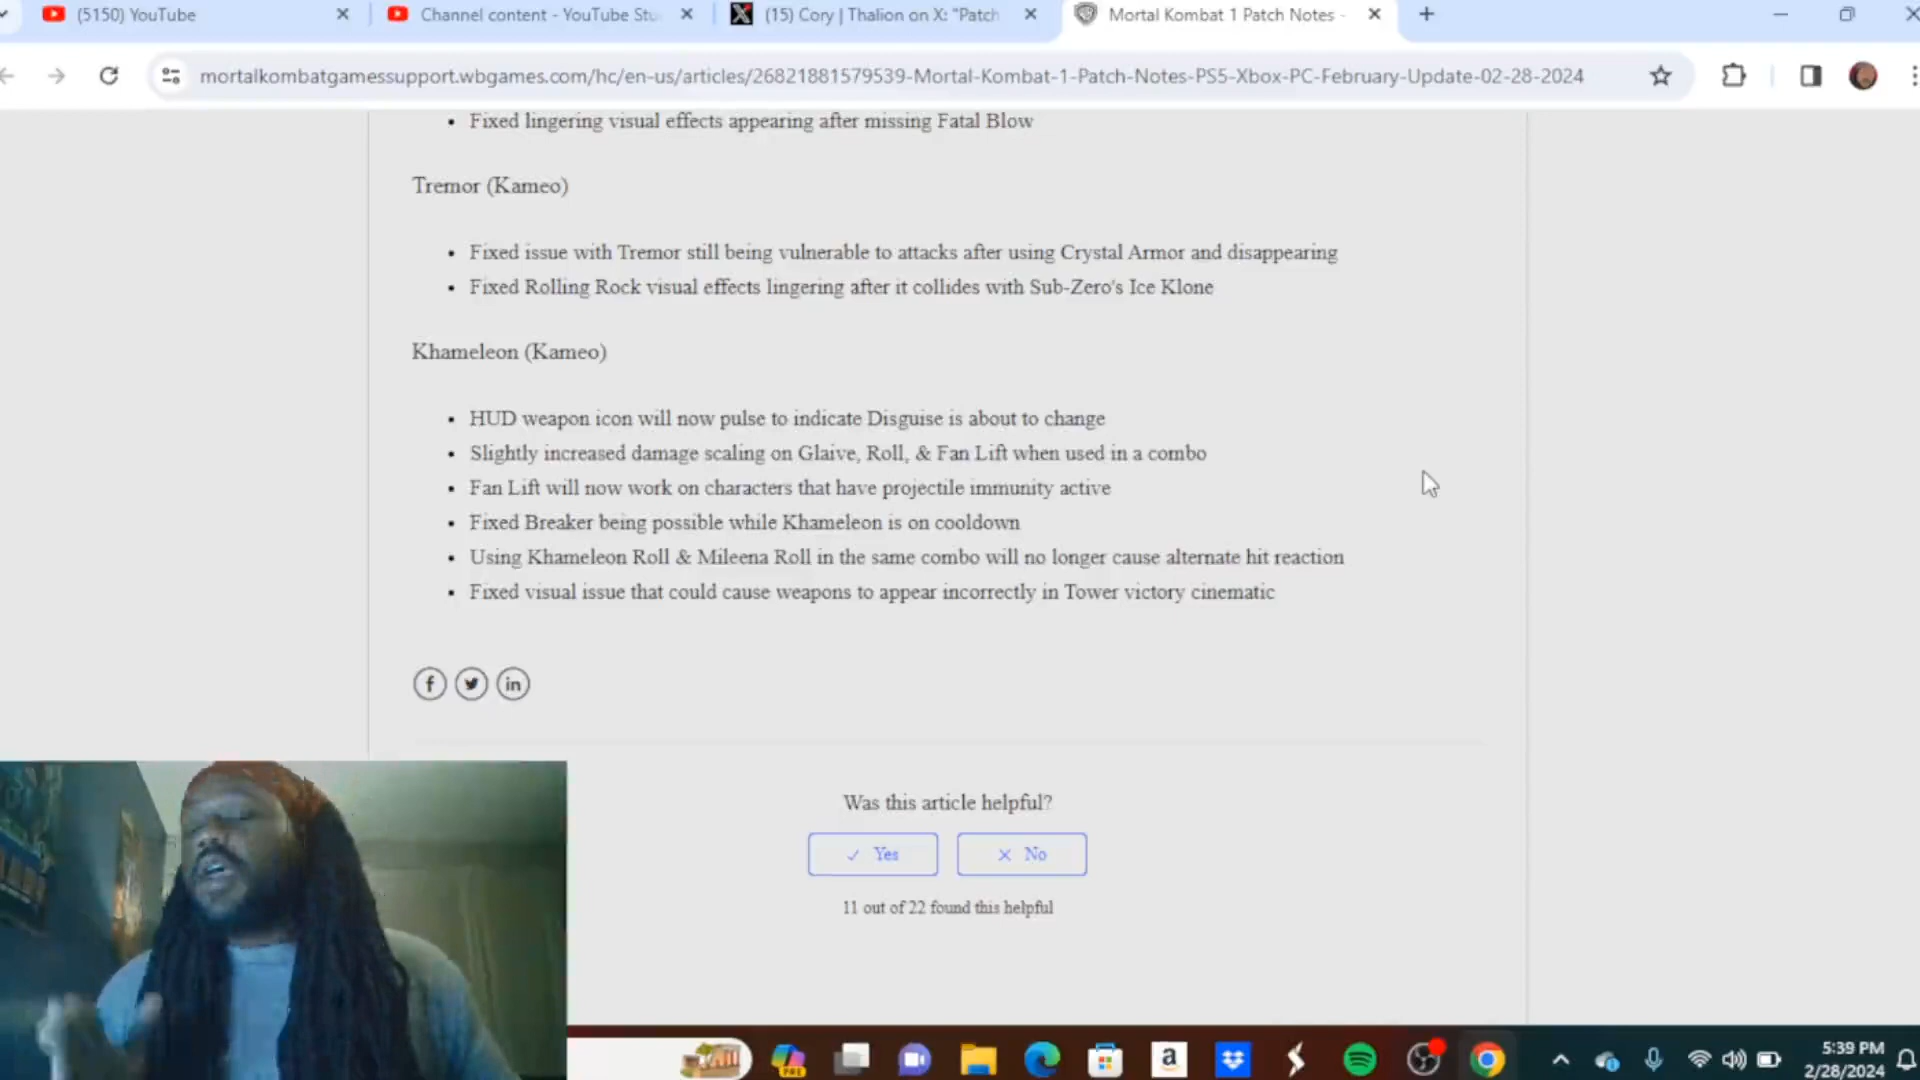 (5150) YouTube
Channel content - YouTube Stu
(15) Cory | Thalion on X: "Patch
Mortal Kombat 1 Patch Notes -
mortalkombatgamessupport.wbgames.com/hc/en-us/articles/26821881579539-Mortal-Kombat-1-Patch-Notes-PS5-Xbox-PC-February-Update-02-28-2024
• Fixed lingering visual effects appearing after missing Fatal Blow
Tremor (Kameo)
• Fixed issue with Tremor still being vulnerable to attacks after using Crystal Armor and disappearing
• Fixed Rolling Rock visual effects lingering after it collides with Sub-Zero's Ice Klone
Khameleon (Kameo)
• HUD weapon icon will now pulse to indicate Disguise is about to change
• Slightly increased damage scaling on Glaive, Roll, & Fan Lift when used in a combo
• Fan Lift will now work on characters that have projectile immunity active
• Fixed Breaker being possible while Khameleon is on cooldown
• Using Khameleon Roll & Mileena Roll in the same combo will no longer cause alternate hit reaction
• Fixed visual issue that could cause weapons to appear incorrectly in Tower victory cinematic
Was this article helpful?
Yes
No
11 out of 22 found this helpful
PRE
5:39 PM
2/28/2024